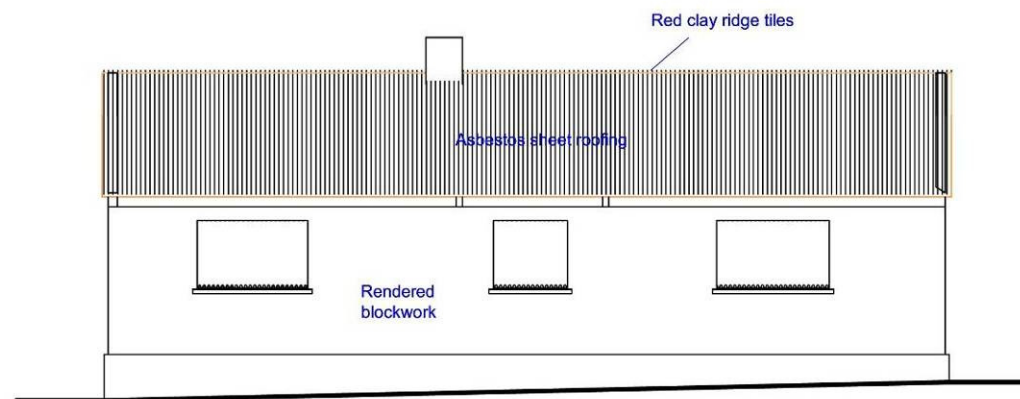 Red clay ridge tiles
Asbestos sheet roofing
Rendered
blockwork